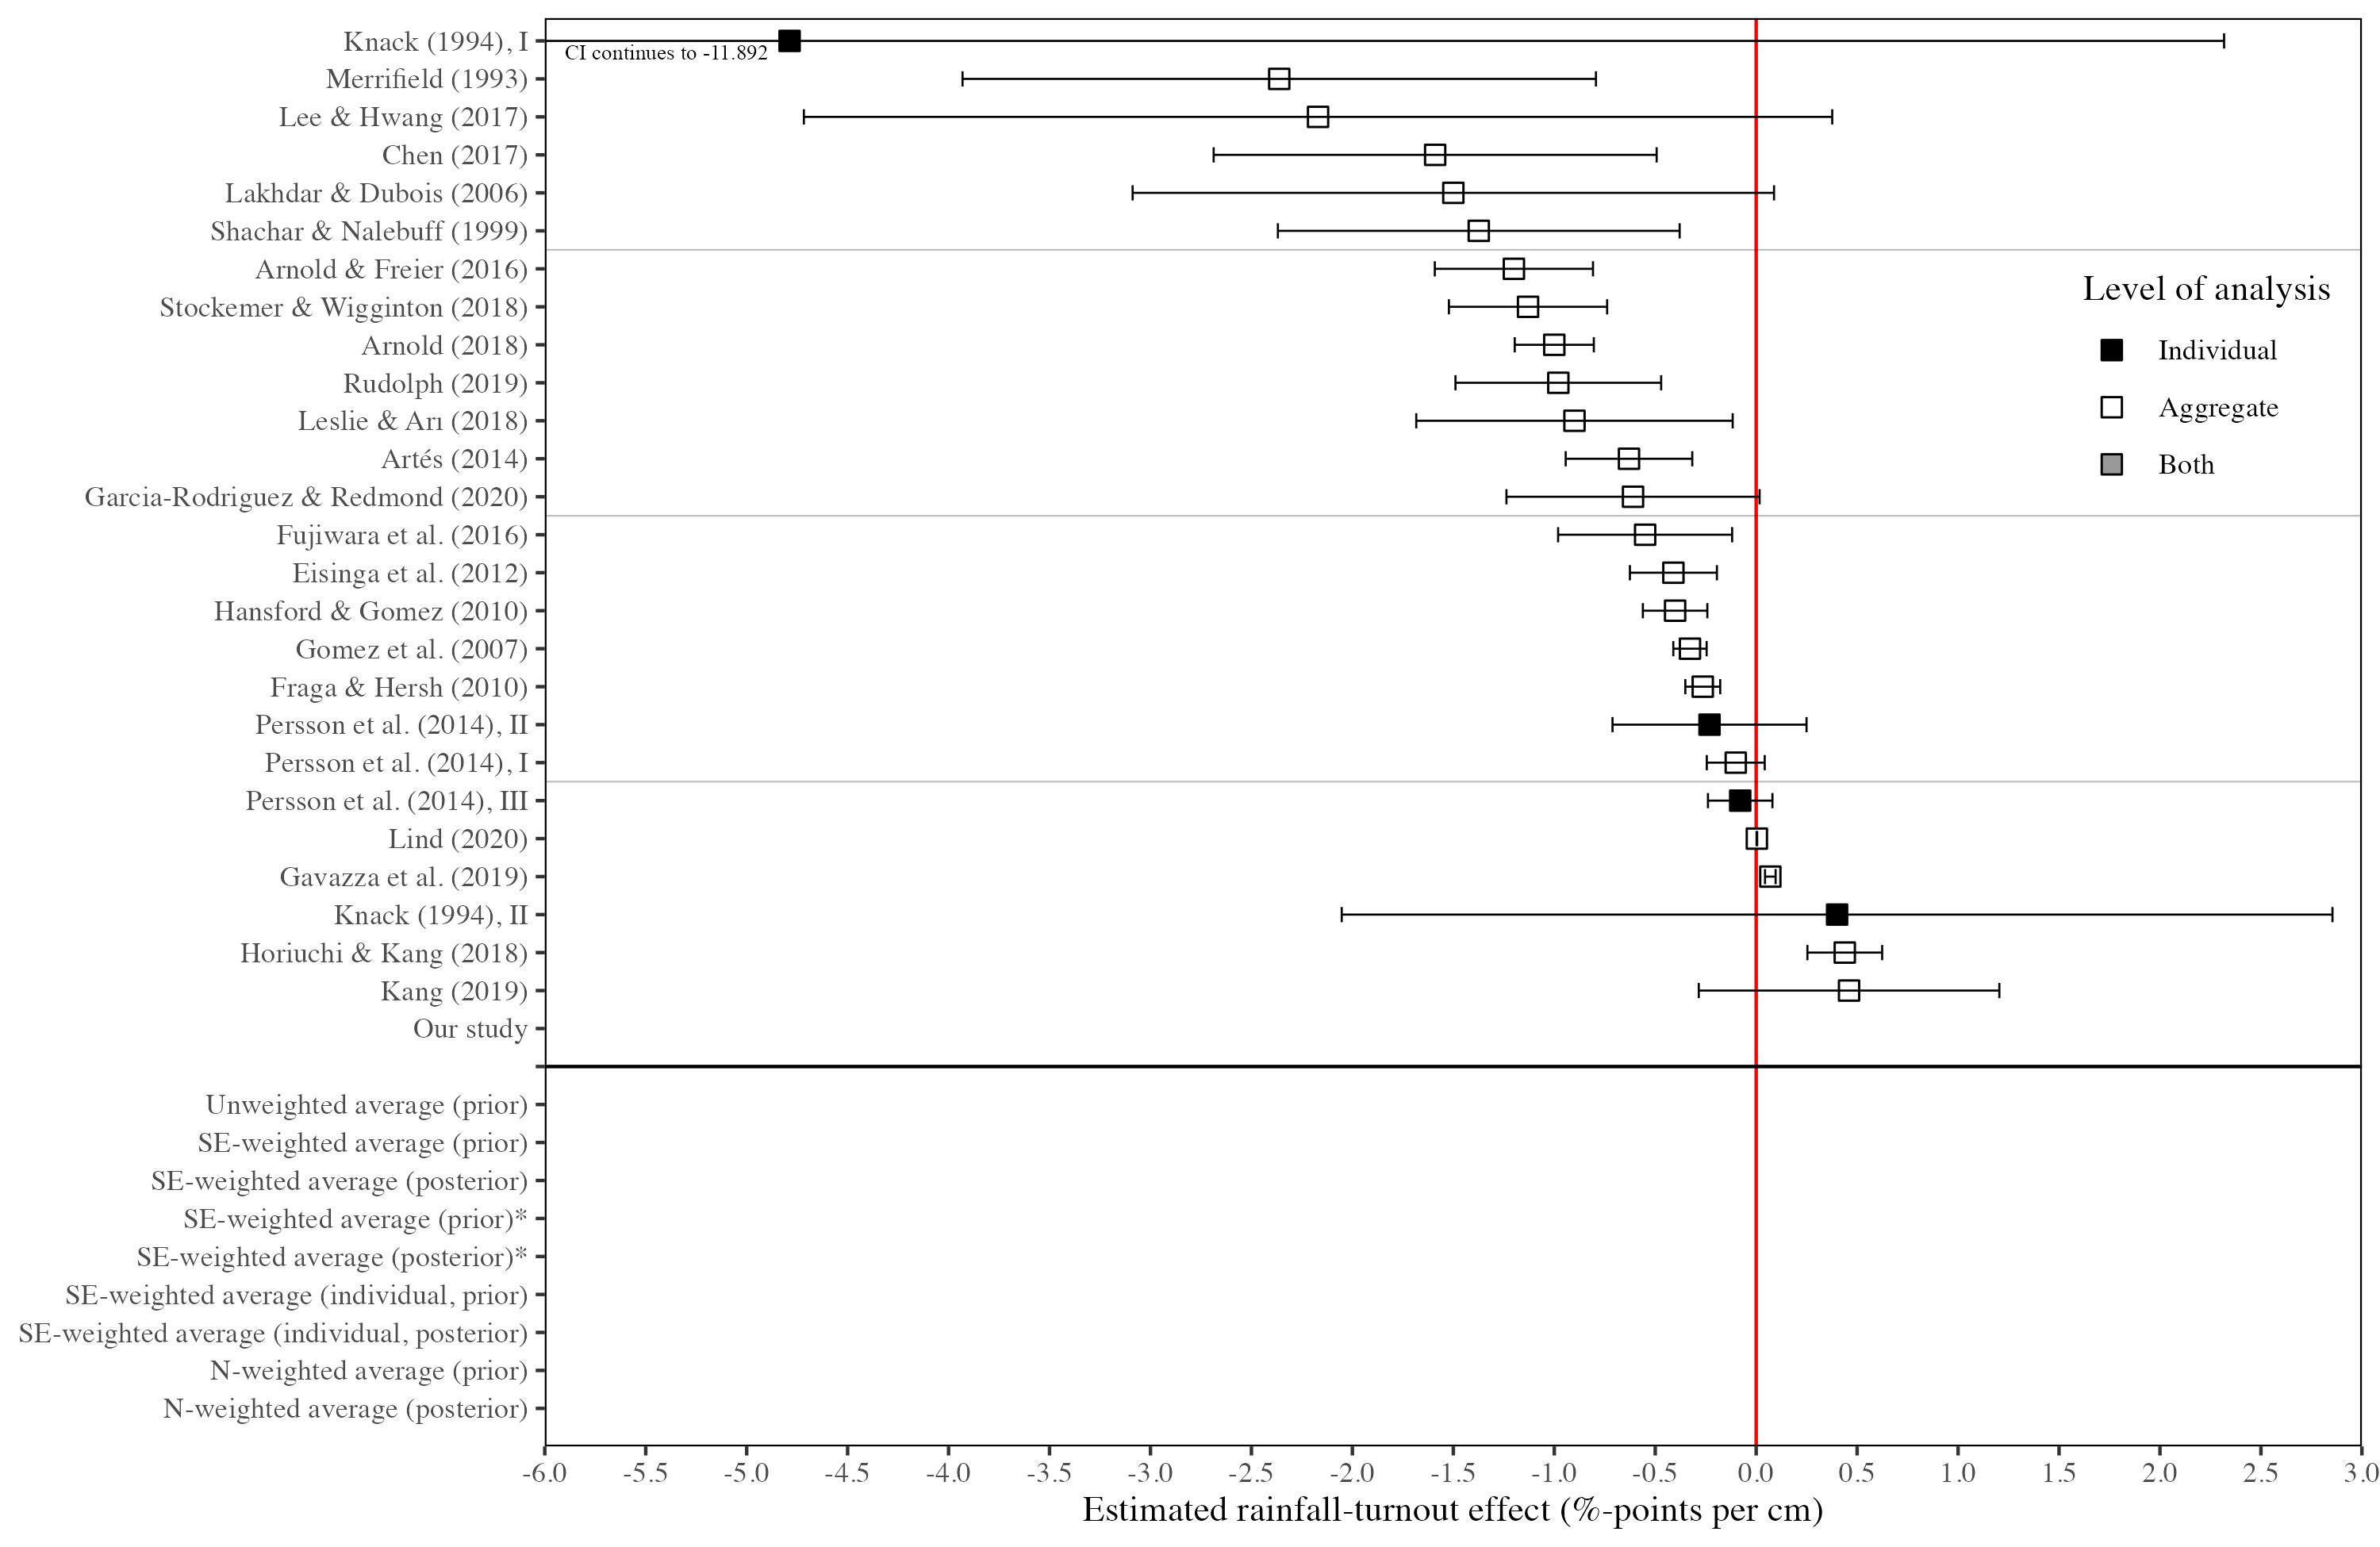 Knack (1994), I
CI continues to -11.892
Merrifield (1993)
Lee & Hwang (2017)
Chen (2017)
Lakhdar & Dubois (2006)
Shachar & Nalebuff (1999)
Arnold & Freier (2016)
Stockemer & Wigginton (2018)
Arnold (2018)
Rudolph (2019)
Leslie & Arı (2018)
Artés (2014)
Garcia-Rodriguez & Redmond (2020)
Fujiwara et al. (2016)
Eisinga et al. (2012)
Hansford & Gomez (2010)
Gomez et al. (2007)
Fraga & Hersh (2010)
Persson et al. (2014), II
Persson et al. (2014), I
Persson et al. (2014), III
Lind (2020)
Gavazza et al. (2019)
Knack (1994), II
Horiuchi & Kang (2018)
Kang (2019)
Our study
Unweighted average (prior)
SE-weighted average (prior)
SE-weighted average (posterior)
SE-weighted average (prior)*
SE-weighted average (posterior)*
SE-weighted average (individual, prior)
SE-weighted average (individual, posterior)
N-weighted average (prior)
N-weighted average (posterior)
Level of analysis
Individual
Aggregate
Both
-6.0 -5.5 -5.0 -4.5 -4.0 -3.5 -3.0 -2.5 -2.0 -1.5 -1.0 -0.5 0.0 0.5 1.0 1.5 2.0 2.5 3.0
Estimated rainfall-turnout effect (%-points per cm)